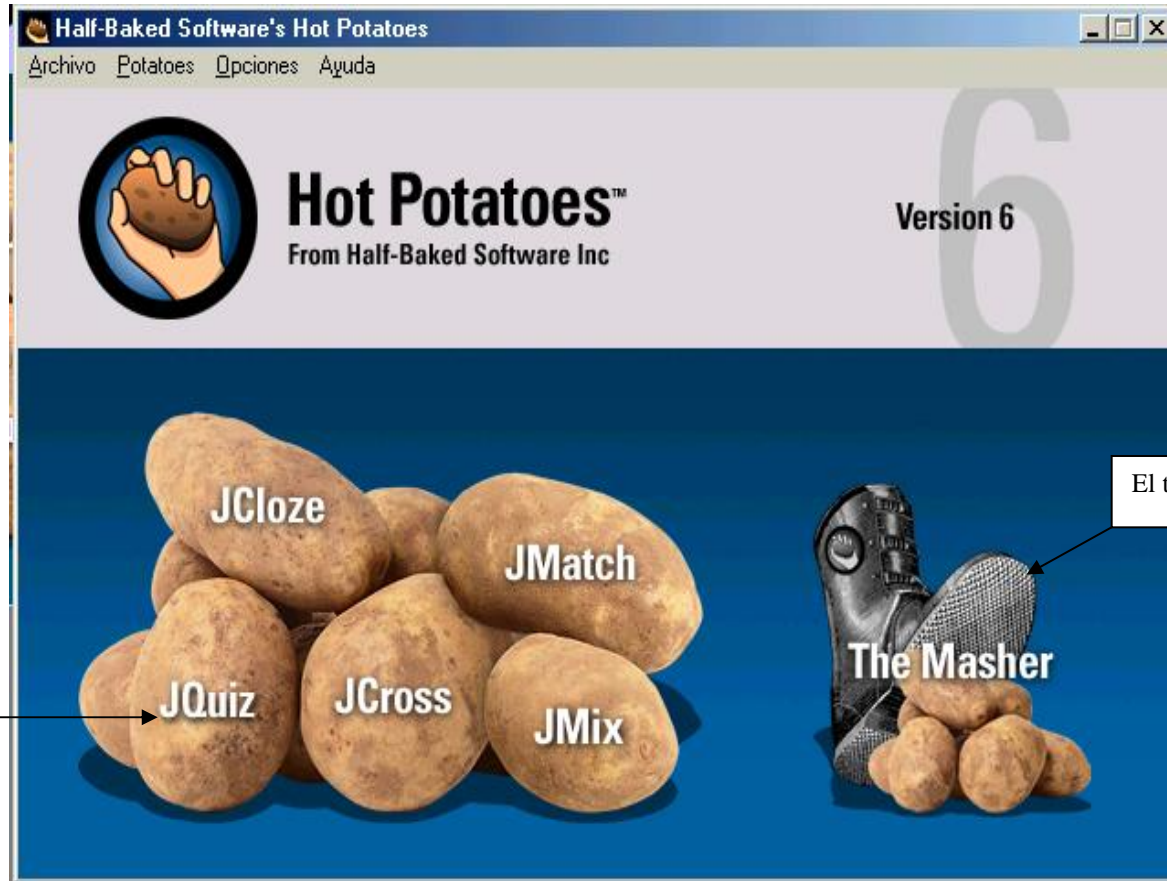 Half-Baked Software's Hot Potatoes
Archivo Potatoes Opciones Ayuda
6
Hot Potatoes™
From Half-Baked Software Inc
Version 6
JCloze
JMatch
El t
The Masher
JQuiz
JCross
JMix